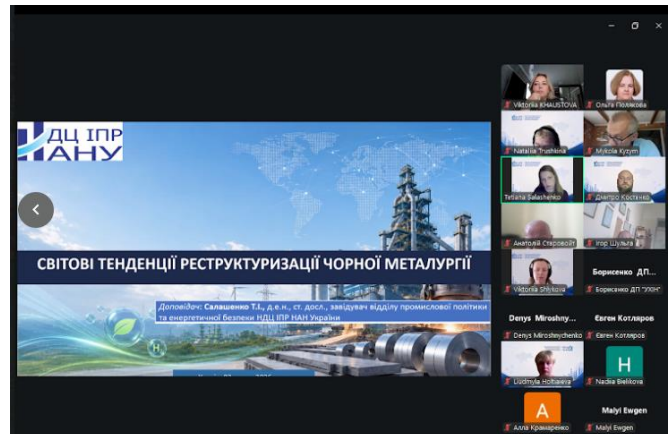 НДЦ ІПР
НАНУ
СВІТОВІ ТЕНДЕНЦІЇ РЕСТРУКТУРИЗАЦІЇ ЧОРНОЇ МЕТАЛУРГІЇ
Доповідач: Салашенко Т.І., д.е.н., ст. досл., завідувач відділу промислової політики
та енергетичної безпеки НДЦ ІПР НАН України
Viktoriia KHAUSTOVA
Ольга Полякова
Nataliia Trushkina
Mykola Kyzym
Tetiana Salashenko
Дмитро Костенко
Анатолій Старовойт
Ігор Шульга
Viktoriia Shlykova
Борисенко ДП...
Борисенко ДП "УХІН"
Denys Miroshny...
Denys Miroshnychenko
Євген Котляров
Євген Котляров
Liudmyla Holtiaieva
Н
Nadiia Bielikova
А
Алла Крамаренко
Malyi Ewgen
Malyi Ewgen